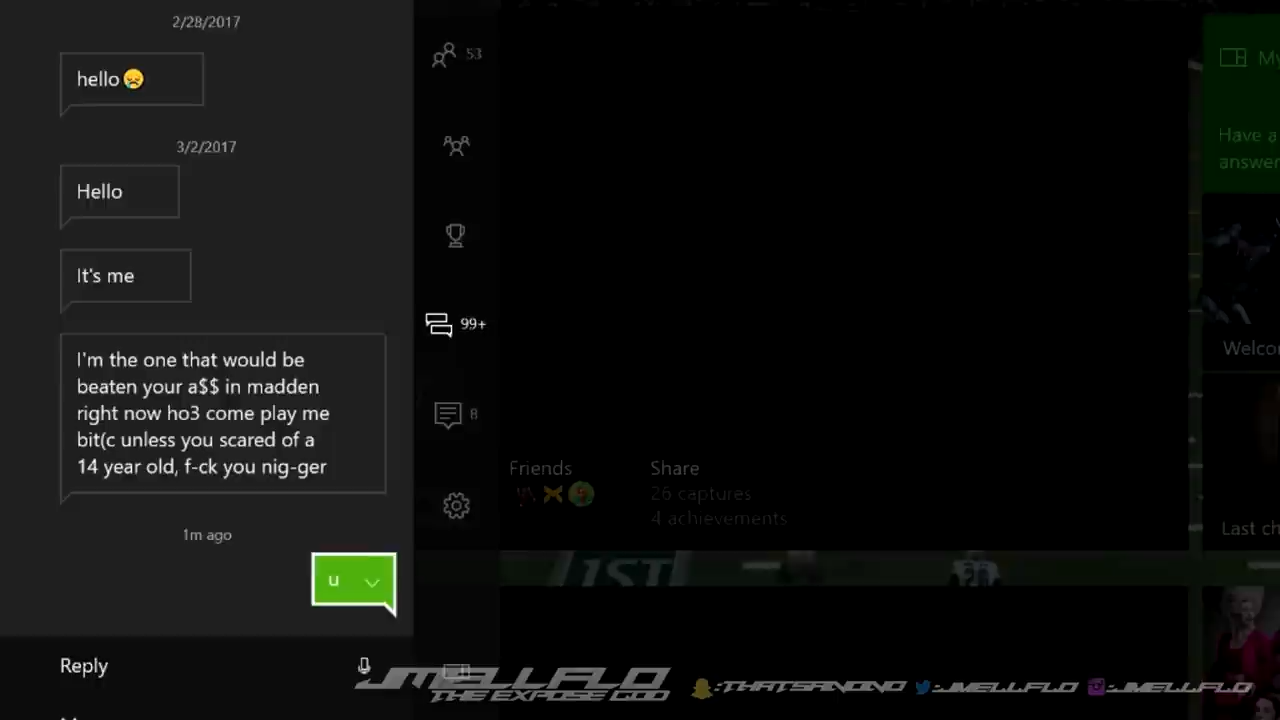 2/28/2017
hello😢
3/2/2017
Hello
It's me
I'm the one that would be
beaten your a$$ in madden
right now ho3 come play me
bit(c unless you scared of a
14 year old, f-ck you nig-ger
1m ago
u
Reply
53
99+
8
Friends
Share
26 captures
4 achievements
1ST
My
Have a
answer
Welco
Last ch
JMELLFLO
THE EXPOSE GOD
:THATSANONO
:JMELLFLO
:JMELLFLO